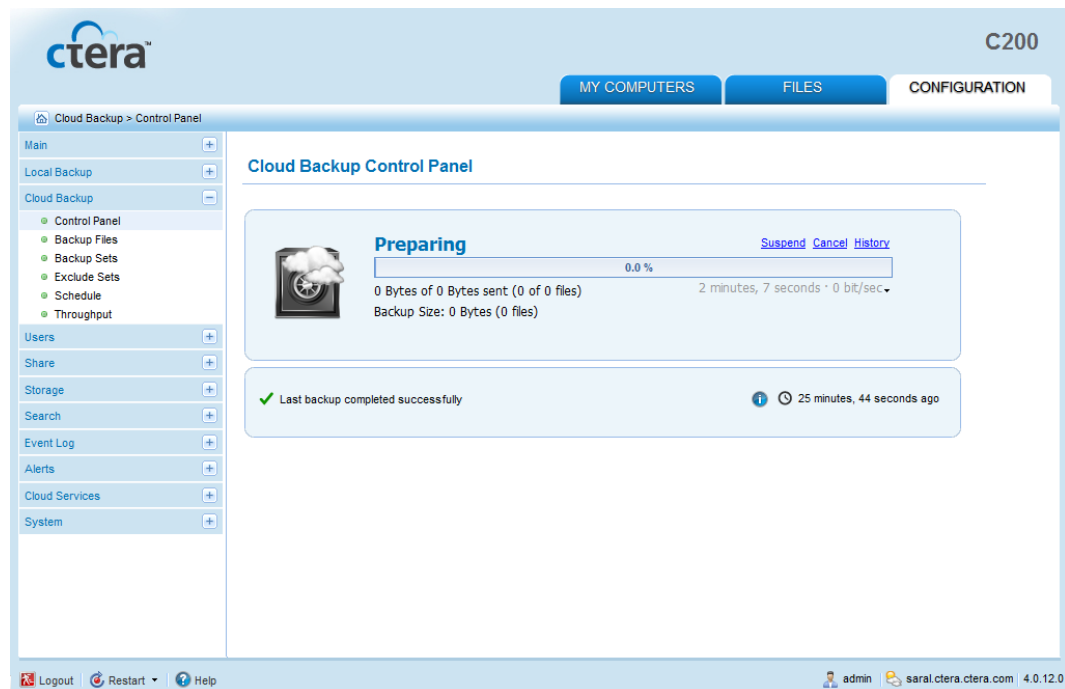 ctera™
C200
MY COMPUTERS
FILES
CONFIGURATION
Cloud Backup > Control Panel
Main
Local Backup
Cloud Backup
Control Panel
Backup Files
Backup Sets
Exclude Sets
Schedule
Throughput
Users
Share
Storage
Search
Event Log
Alerts
Cloud Services
System
Cloud Backup Control Panel
Preparing
Suspend Cancel History
0.0 %
0 Bytes of 0 Bytes sent (0 of 0 files)
2 minutes, 7 seconds · 0 bit/sec
Backup Size: 0 Bytes (0 files)
Last backup completed successfully
25 minutes, 44 seconds ago
Logout
Restart
Help
admin
saral.ctera.ctera.com
4.0.12.0